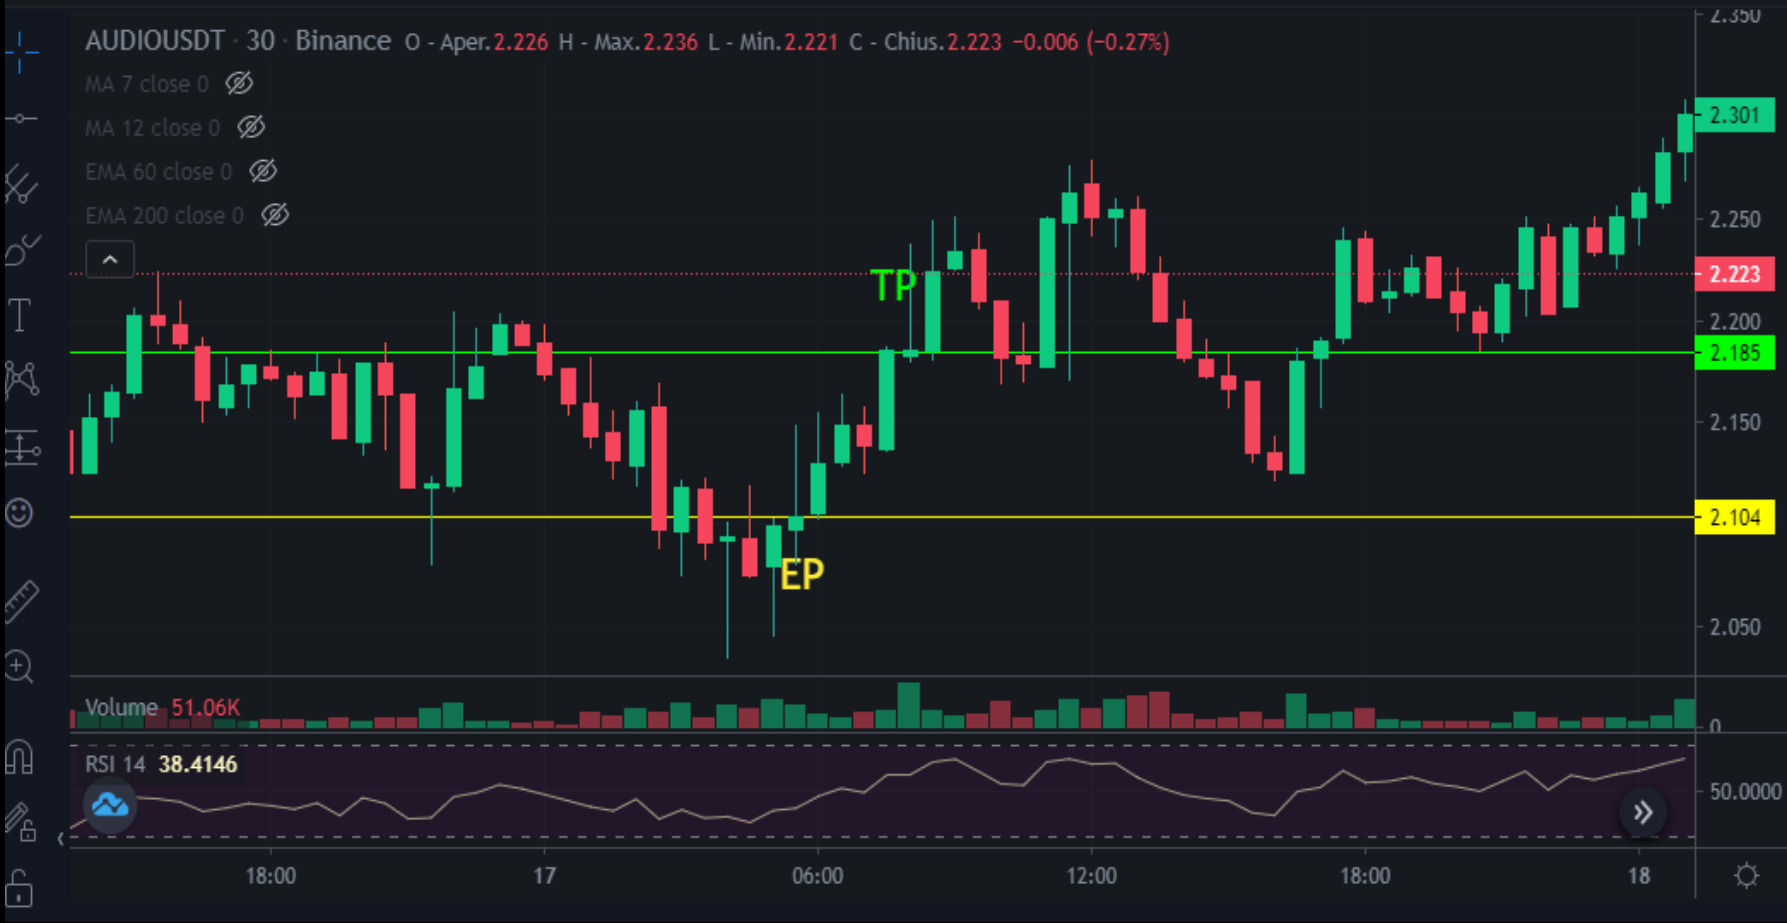 AUDIOUSDT · 30 · Binance O - Aper.2.226 H - Max.2.236 L - Min.2.221 C - Chius.2.223 −0.006 (−0.27%)
MA 7 close 0
MA 12 close 0
EMA 60 close 0
EMA 200 close 0
2.350
2.301
2.250
2.223
2.200
2.185
2.150
2.104
2.050
TP
EP
Volume 51.06K
0
RSI 14 38.4146
50.0000
18:00 17 06:00 12:00 18:00 18